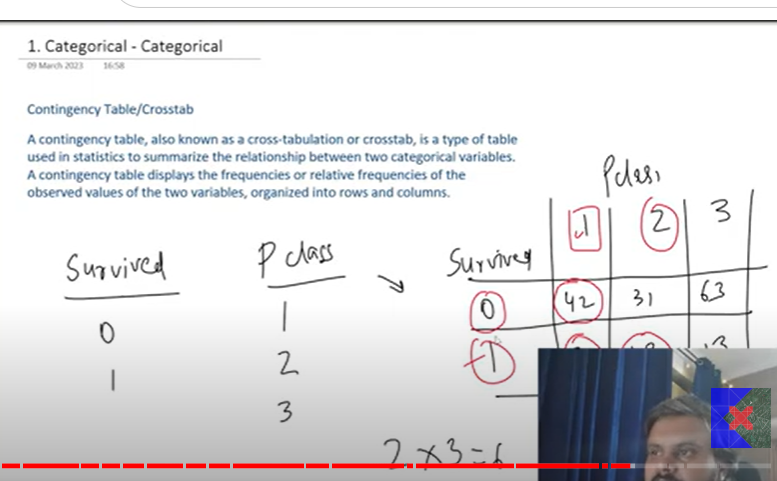 1. Categorical - Categorical
09 March 2023 16:58
Contingency Table/Crosstab
A contingency table, also known as a cross-tabulation or crosstab, is a type of table
used in statistics to summarize the relationship between two categorical variables.
A contingency table displays the frequencies or relative frequencies of the
observed values of the two variables, organized into rows and columns.
Pclass
1 2 3
Survived P class Survived
0 1 0 42 31 63
1 2 1 13
3
2 × 3 = 6